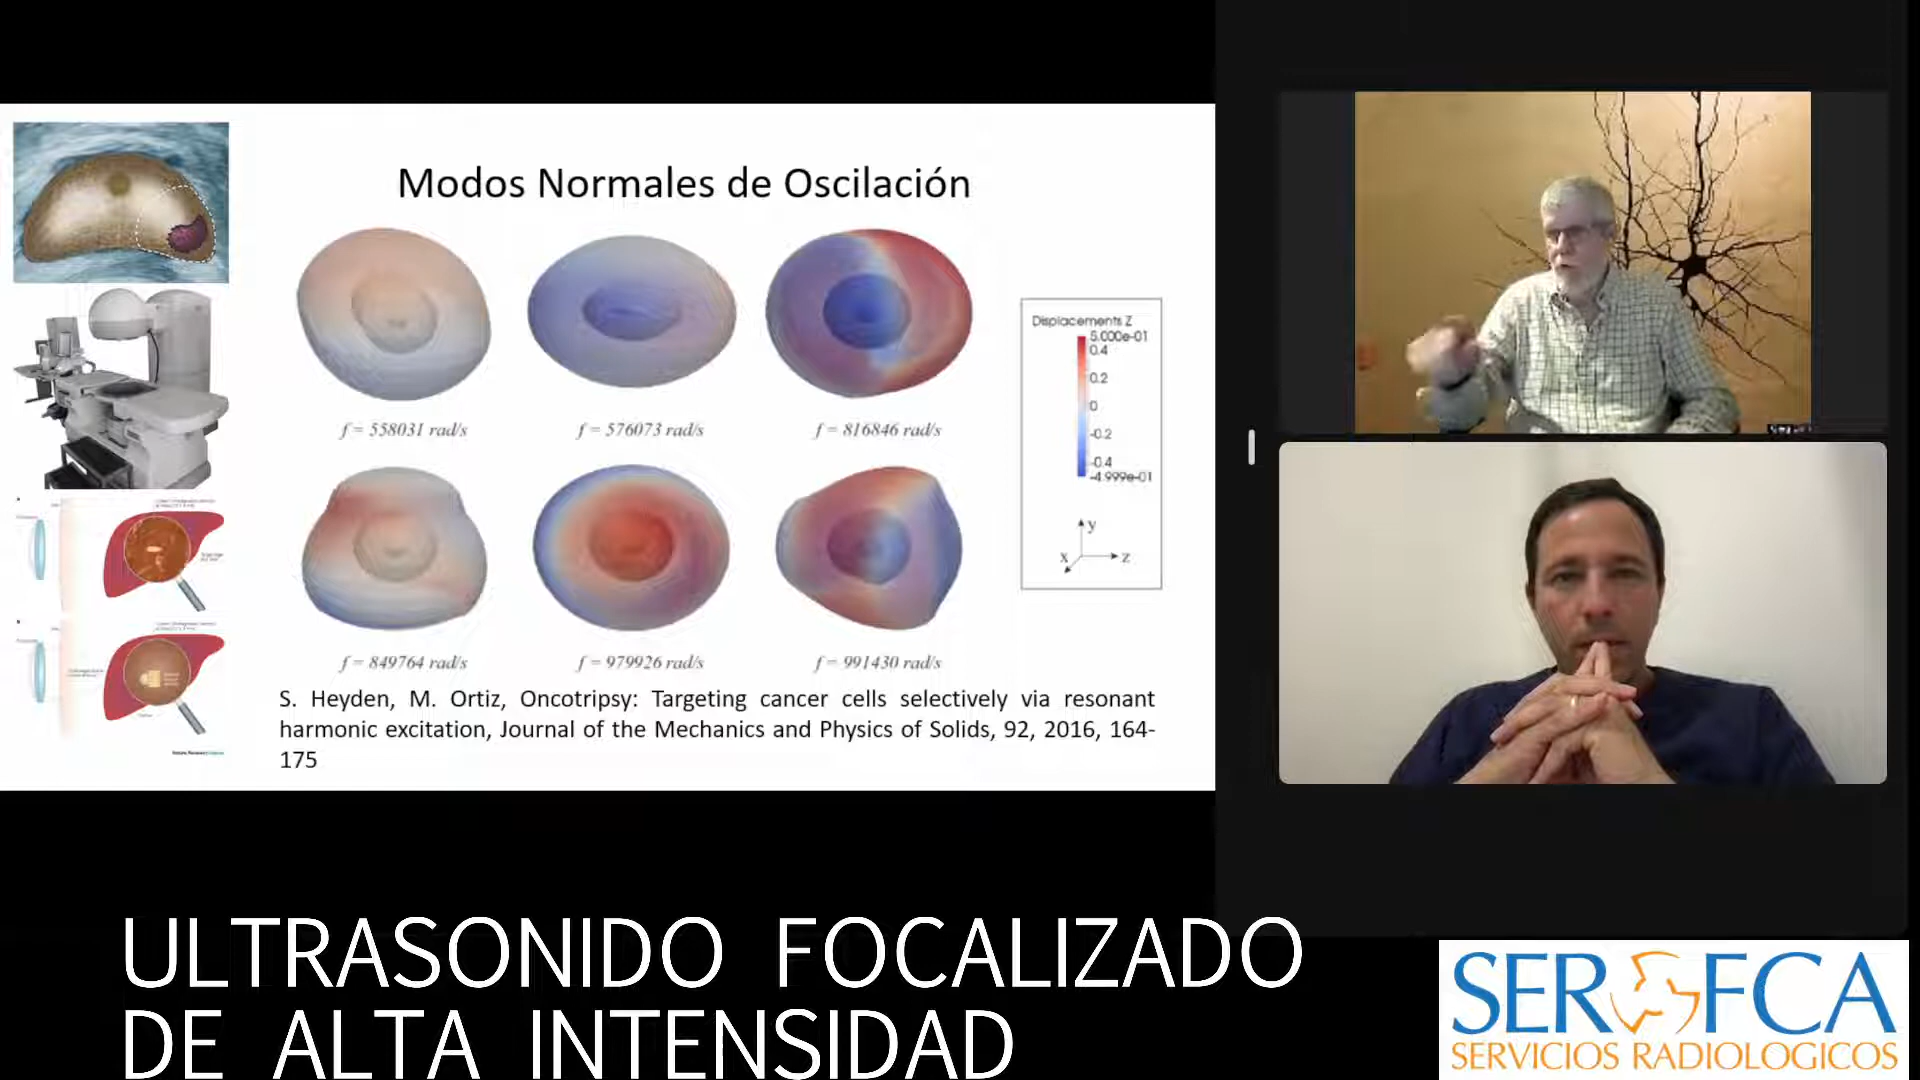 Modos Normales de Oscilación
f = 558031 rad/s
f = 576073 rad/s
f = 816846 rad/s
Displacements Z
5.000e-01
0.4
0.2
0
-0.2
-0.4
-4.999e-01
y
x
z
f = 849764 rad/s
f = 979926 rad/s
f = 991430 rad/s
S. Heyden, M. Ortiz, Oncotripsy: Targeting cancer cells selectively via resonant
harmonic excitation, Journal of the Mechanics and Physics of Solids, 92, 2016, 164-
175
ULTRASONIDO FOCALIZADO
DE ALTA INTENSIDAD
SER FCA
SERVICIOS RADIOLOGICOS